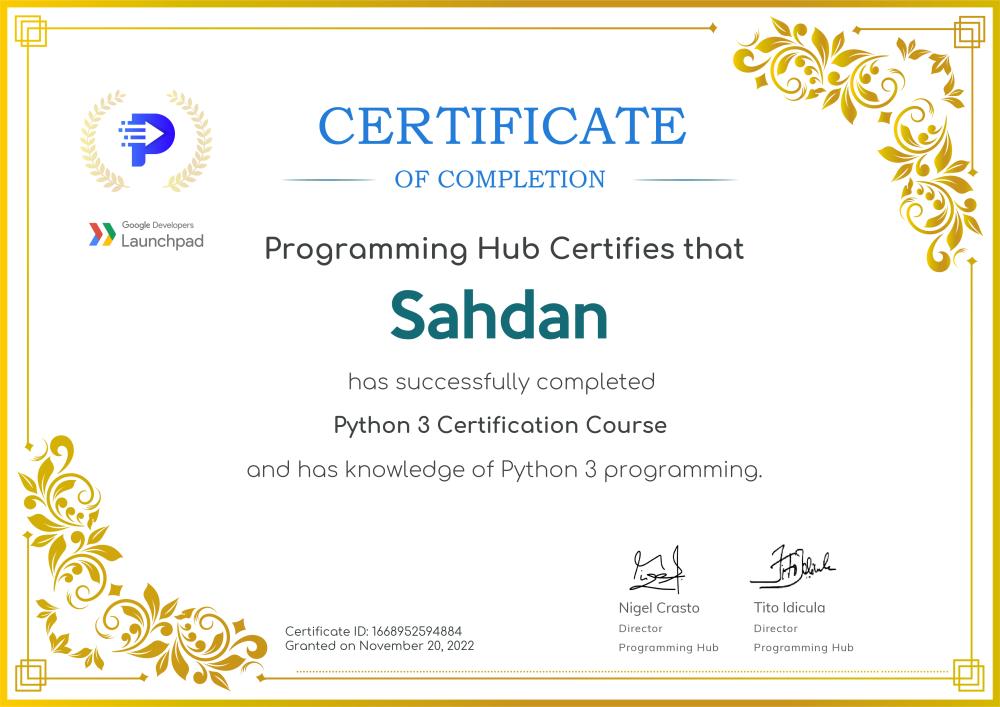 CERTIFICATE
OF COMPLETION
Google Developers
Launchpad
Programming Hub Certifies that
Sahdan
has successfully completed
Python 3 Certification Course
and has knowledge of Python 3 programming.
Nigel Crasto
Director
Programming Hub
Tito Idicula
Director
Programming Hub
Certificate ID: 1668952594884
Granted on November 20, 2022